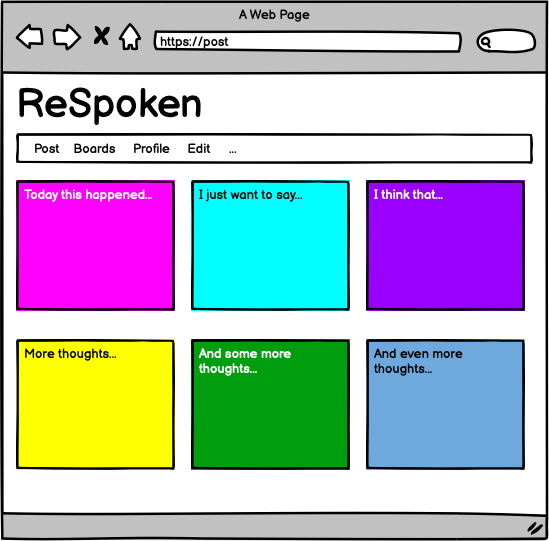 A Web Page
https://post
ReSpoken
Post Boards Profile Edit ...
Today this happened...
I just want to say...
I think that...
More thoughts...
And some more
thoughts...
And even more
thoughts...